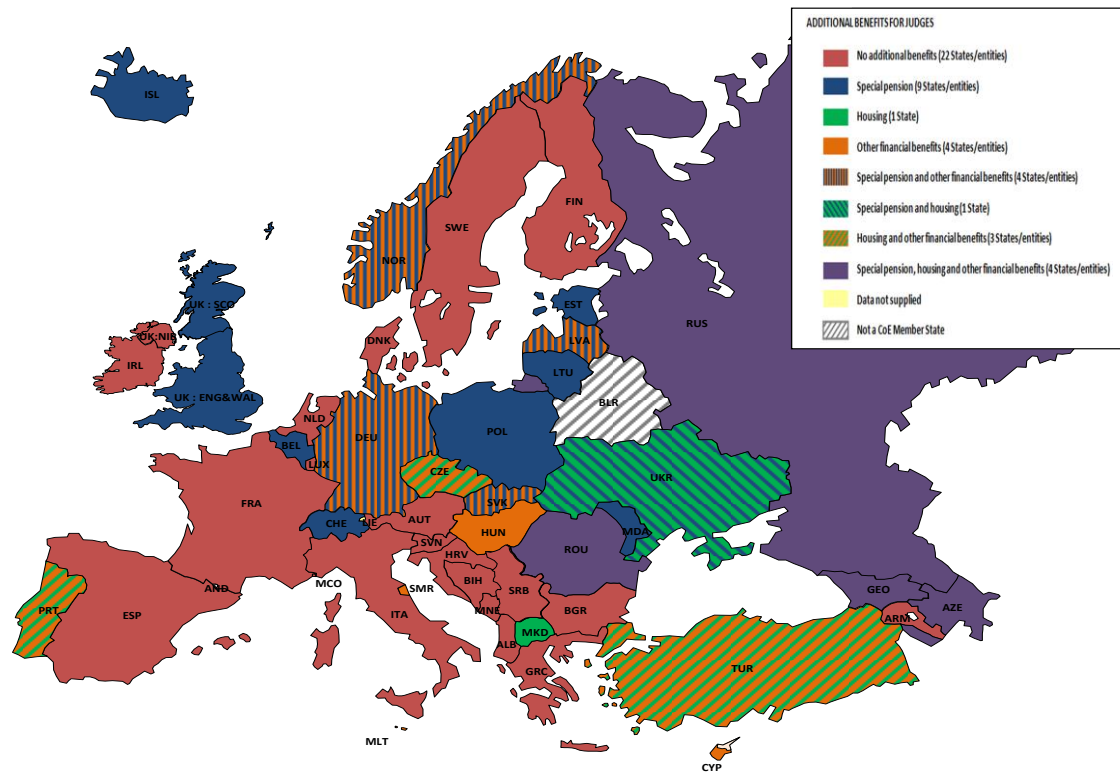 ADDITIONAL BENEFITS FOR JUDGES
No additional benefits (22 States/entities)
Special pension (9 States/entities)
Housing (1 State)
Other financial benefits (4 States/entities)
Special pension and other financial benefits (4 States/entities)
Special pension and housing (1 State)
Housing and other financial benefits (3 States/entities)
Special pension, housing and other financial benefits (4 States/entities)
Data not supplied
Not a CoE Member State
ISL
FIN
SWE
NOR
UK : SCO
EST
RUS
UK:NIR
DNK
LVA
IRL
LTU
UK : ENG&WAL
BLR
NLD
POL
DEU
BEL
LUX
CZE
UKR
FRA
SVK
CHE
LIE
AUT
HUN
MDA
SVN
ROU
HRV
MCO
SMR
BIH
SRB
GEO
AND
PRT
ESP
ITA
MNE
BGR
ARM
AZE
MKD
ALB
GRC
TUR
MLT
CYP